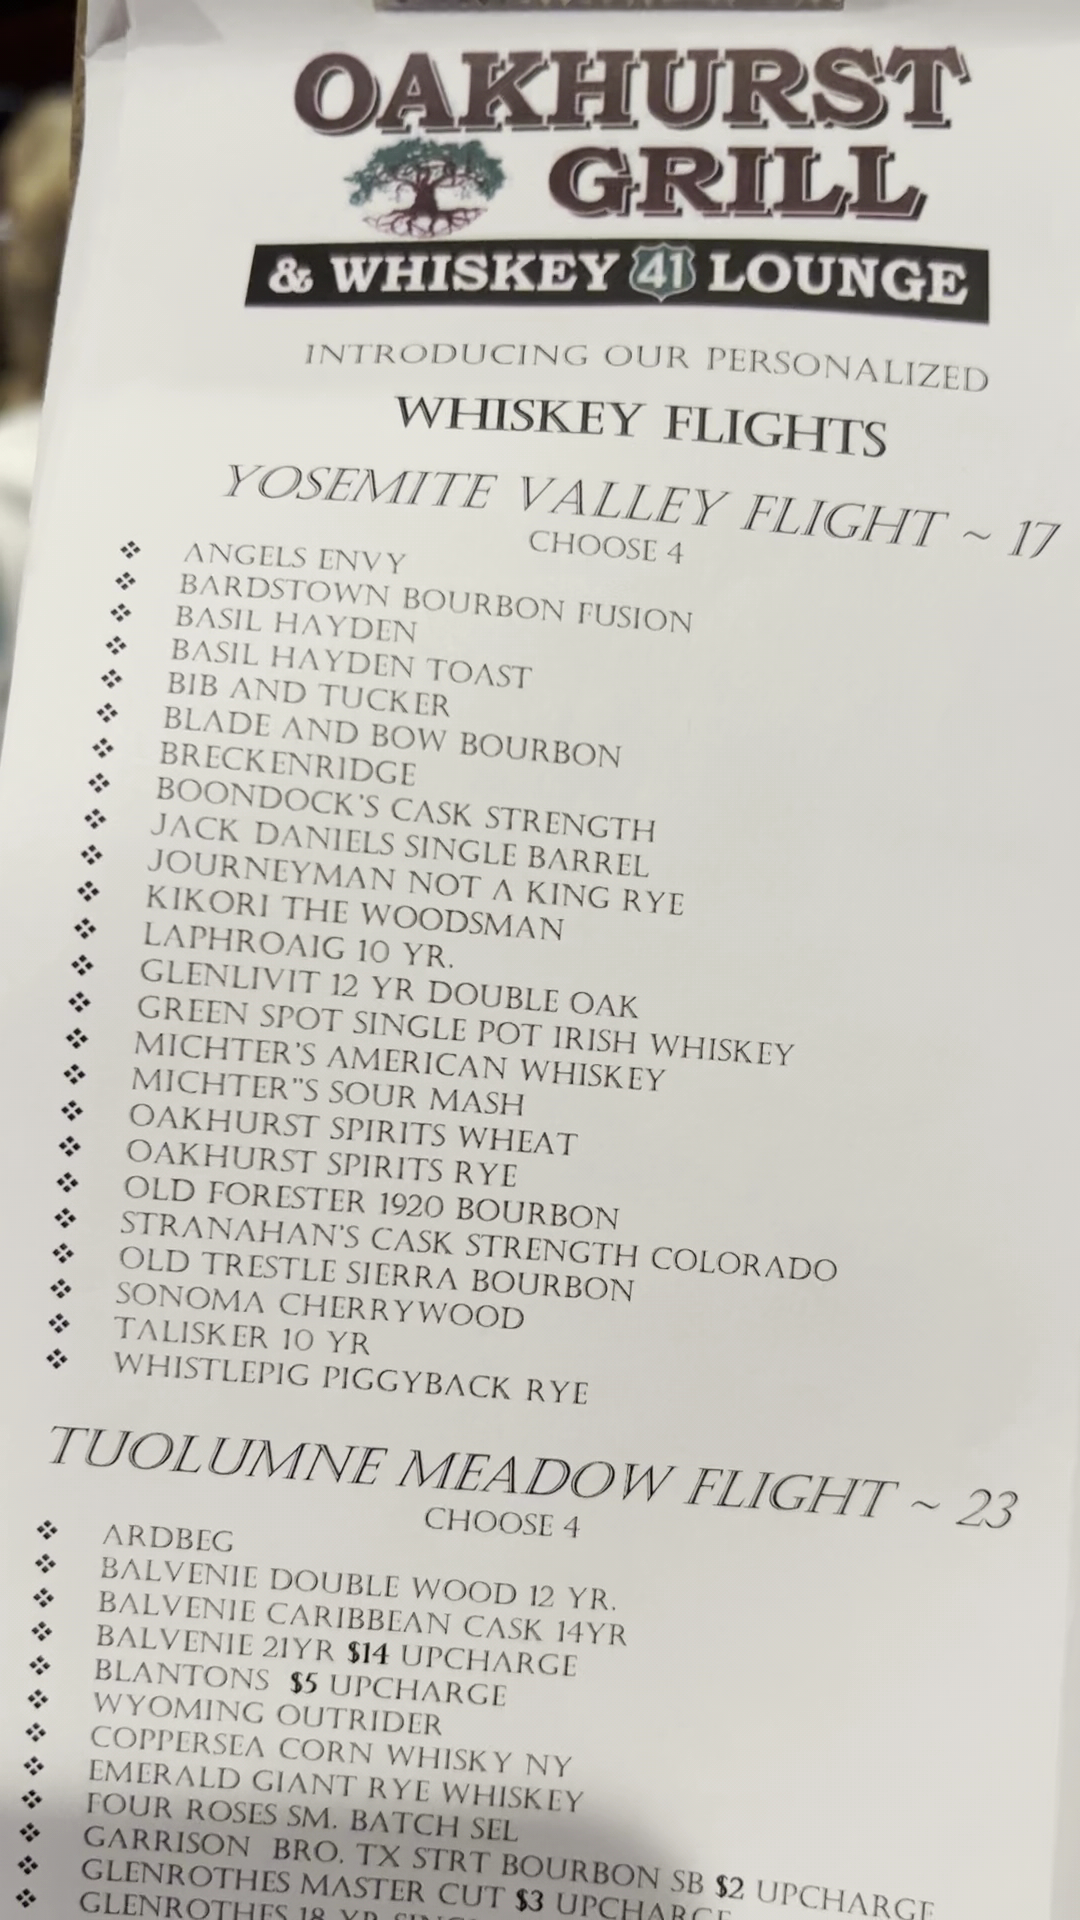 OAKHURST
GRILL
& WHISKEY 41 LOUNGE
INTRODUCING OUR PERSONALIZED
WHISKEY FLIGHTS
YOSEMITE VALLEY FLIGHT ~ 17
CHOOSE 4
❖ ANGELS ENVY
❖ BARDSTOWN BOURBON FUSION
❖ BASIL HAYDEN
❖ BASIL HAYDEN TOAST
❖ BIB AND TUCKER
❖ BLADE AND BOW BOURBON
❖ BRECKENRIDGE
❖ BOONDOCK'S CASK STRENGTH
❖ JACK DANIELS SINGLE BARREL
❖ JOURNEYMAN NOT A KING RYE
❖ KIKORI THE WOODSMAN
❖ LAPHROAIG 10 YR.
❖ GLENLIVIT 12 YR DOUBLE OAK
❖ GREEN SPOT SINGLE POT IRISH WHISKEY
❖ MICHTER'S AMERICAN WHISKEY
❖ MICHTER"S SOUR MASH
❖ OAKHURST SPIRITS WHEAT
❖ OAKHURST SPIRITS RYE
❖ OLD FORESTER 1920 BOURBON
❖ STRANAHAN'S CASK STRENGTH COLORADO
❖ OLD TRESTLE SIERRA BOURBON
❖ SONOMA CHERRYWOOD
❖ TALISKER 10 YR
❖ WHISTLEPIG PIGGYBACK RYE
TUOLUMNE MEADOW FLIGHT ~ 23
CHOOSE 4
❖ ARDBEG
❖ BALVENIE DOUBLE WOOD 12 YR.
❖ BALVENIE CARIBBEAN CASK 14YR
❖ BALVENIE 21YR $14 UPCHARGE
❖ BLANTONS $5 UPCHARGE
❖ WYOMING OUTRIDER
❖ COPPERSEA CORN WHISKY NY
❖ EMERALD GIANT RYE WHISKEY
❖ FOUR ROSES SM. BATCH SEL
❖ GARRISON BRO. TX STRT BOURBON SB $2 UPCHARGE
❖ GLENROTHES MASTER CUT $3 UPCHARGE
❖ GLENROTHES 18 YR